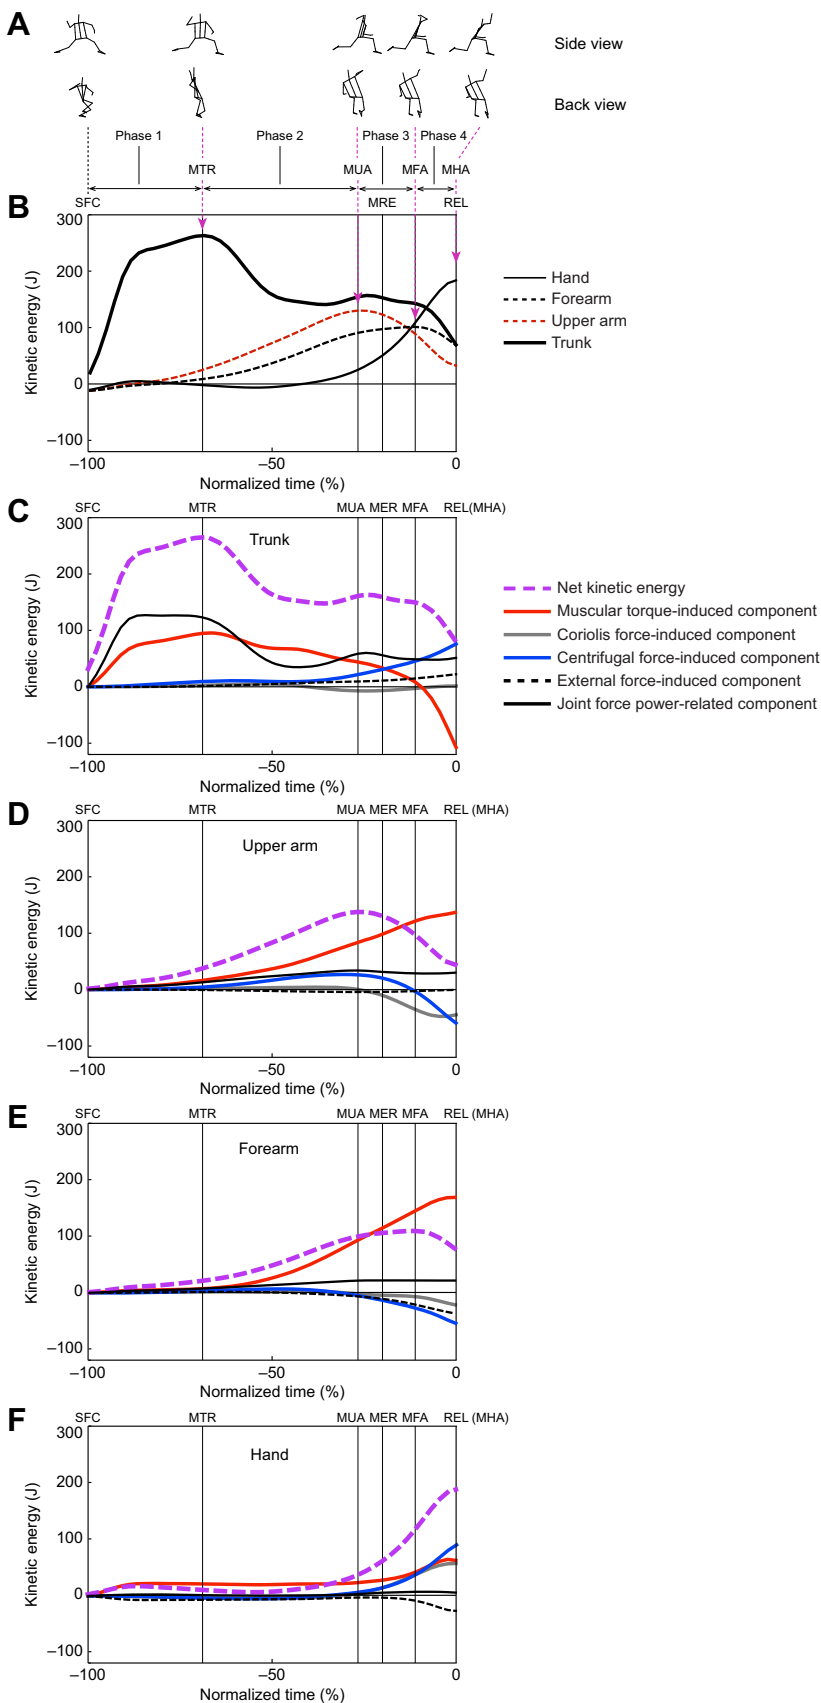 A
Side view
Back view
Phase 1
Phase 2
Phase 3
Phase 4
MTR
MUA
MFA
MHA
SFC
MRE
REL
B
300
200
100
0
–100
Kinetic energy (J)
–100
–50
0
Normalized time (%)
Hand
Forearm
Upper arm
Trunk
SFC
MTR
MUA
MER
MFA
REL(MHA)
C
Trunk
300
200
100
0
–100
Kinetic energy (J)
–100
–50
0
Normalized time (%)
Net kinetic energy
Muscular torque-induced component
Coriolis force-induced component
Centrifugal force-induced component
External force-induced component
Joint force power-related component
SFC
MTR
MUA
MER
MFA
REL (MHA)
D
Upper arm
300
200
100
0
–100
Kinetic energy (J)
–100
–50
0
Normalized time (%)
SFC
MTR
MUA
MER
MFA
REL (MHA)
E
Forearm
300
200
100
0
–100
Kinetic energy (J)
–100
–50
0
Normalized time (%)
SFC
MTR
MUA
MER
MFA
REL (MHA)
F
Hand
300
200
100
0
–100
Kinetic energy (J)
–100
–50
0
Normalized time (%)